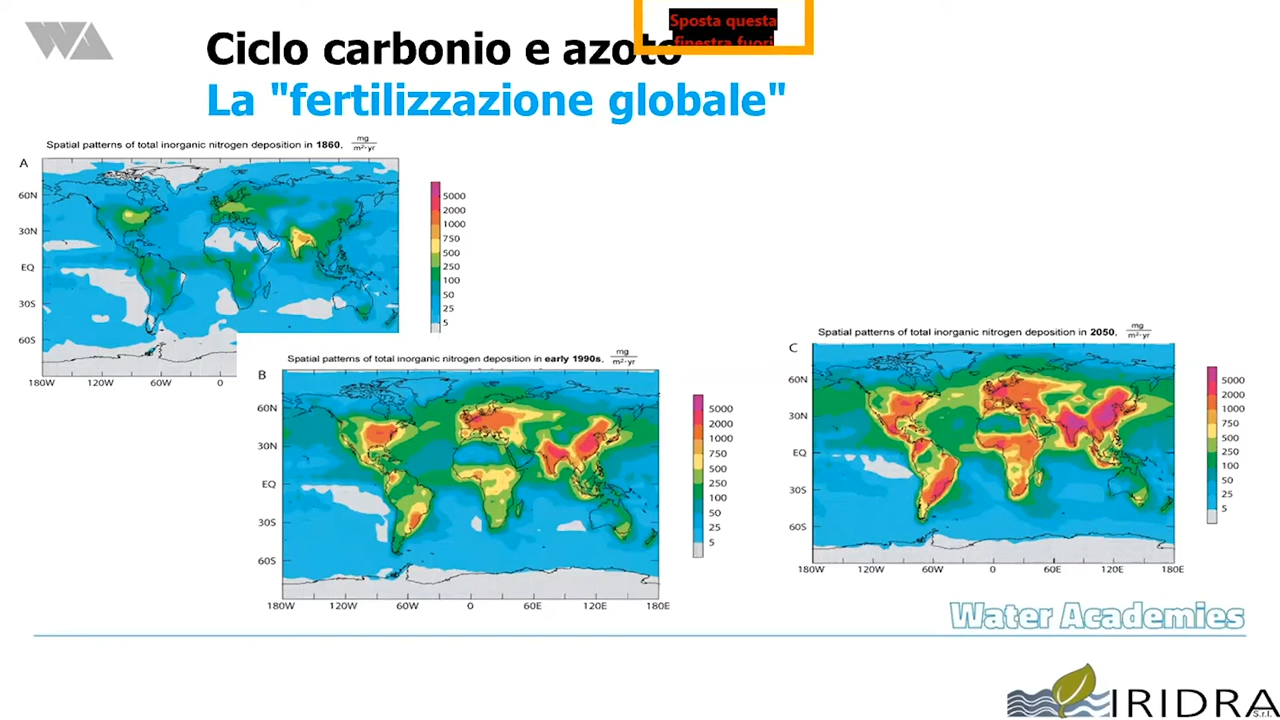 WA
Sposta questa
finestra fuori
Ciclo carbonio e azoto
La "fertilizzazione globale"
Spatial patterns of total inorganic nitrogen deposition in 1860, mg/m²·yr
A
60N
30N
EQ
30S
60S
180W 120W 60W 0
5000
2000
1000
750
500
250
100
50
25
5
Spatial patterns of total inorganic nitrogen deposition in early 1990s, mg/m²·yr
B
60N
30N
EQ
30S
60S
180W 120W 60W 0 60E 120E 180E
5000
2000
1000
750
500
250
100
50
25
5
Spatial patterns of total inorganic nitrogen deposition in 2050, mg/m²·yr
C
60N
30N
EQ
30S
60S
180W 120W 60W 0 60E 120E 180E
5000
2000
1000
750
500
250
100
50
25
5
Water Academies
IRIDRA
S.r.l.